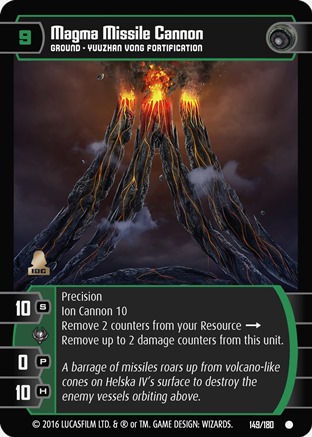 9
Magma Missile Cannon
GROUND - YUUZHAN VONG FORTIFICATION
IDC
10 S
0 P
10 H
Precision
Ion Cannon 10
Remove 2 counters from your Resource →
Remove up to 2 damage counters from this unit.
A barrage of missiles roars up from volcano-like
cones on Helska IV's surface to destroy the
enemy vessels orbiting above.
© 2016 LUCASFILM LTD. & ® or TM. GAME DESIGN: WIZARDS.
149/180